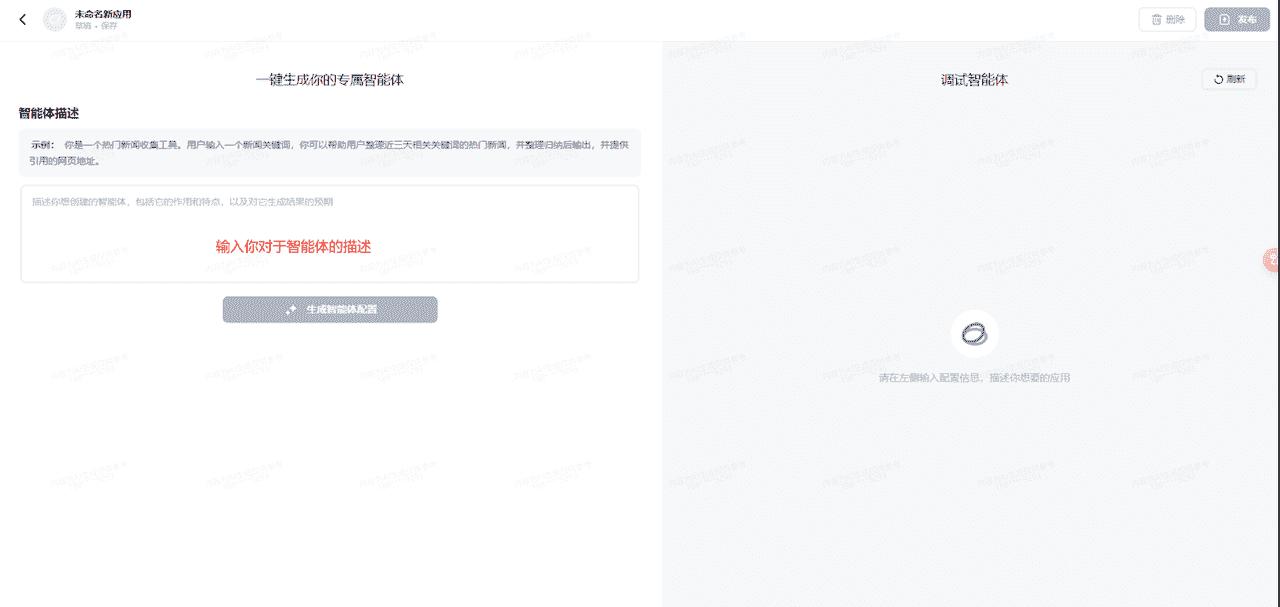 未命名新应用
草稿 • 保存
删除
发布
一键生成你的专属智能体
智能体描述
示例： 你是一个热门新闻收集工具。用户输入一个新闻关键词，你可以帮助用户整理近三天相关关键词的热门新闻，并整理归纳后输出，并提供
引用的网页地址。
描述你想创建的智能体，包括它的作用和特点，以及对它生成结果的预期
输入你对于智能体的描述
生成智能体配置
调试智能体
刷新
请在左侧输入配置信息，描述你想要的应用